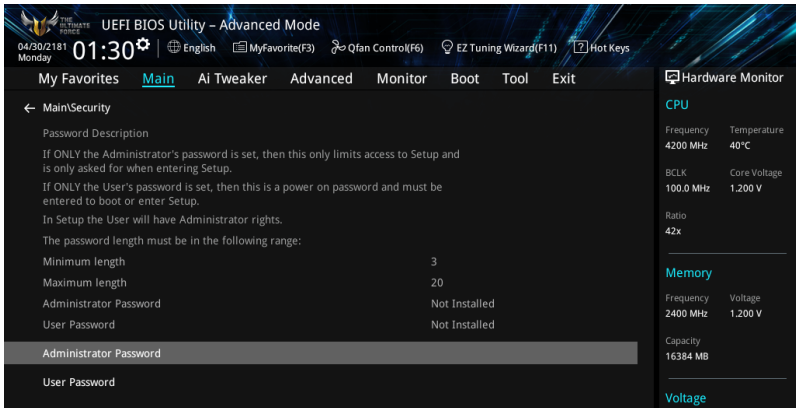 THE ULTIMATE FORCE
UEFI BIOS Utility – Advanced Mode
04/30/2181
Monday
01:30
English
MyFavorite(F3)
Qfan Control(F6)
EZ Tuning Wizard(F11)
? Hot Keys
My Favorites Main Ai Tweaker Advanced Monitor Boot Tool Exit
Hardware Monitor
← Main\Security
Password Description
If ONLY the Administrator's password is set, then this only limits access to Setup and
is only asked for when entering Setup.
If ONLY the User's password is set, then this is a power on password and must be
entered to boot or enter Setup.
In Setup the User will have Administrator rights.
The password length must be in the following range:
Minimum length 3
Maximum length 20
Administrator Password Not Installed
User Password Not Installed
Administrator Password
User Password
CPU
Frequency Temperature
4200 MHz 40°C
BCLK Core Voltage
100.0 MHz 1.200 V
Ratio
42x
Memory
Frequency Voltage
2400 MHz 1.200 V
Capacity
16384 MB
Voltage